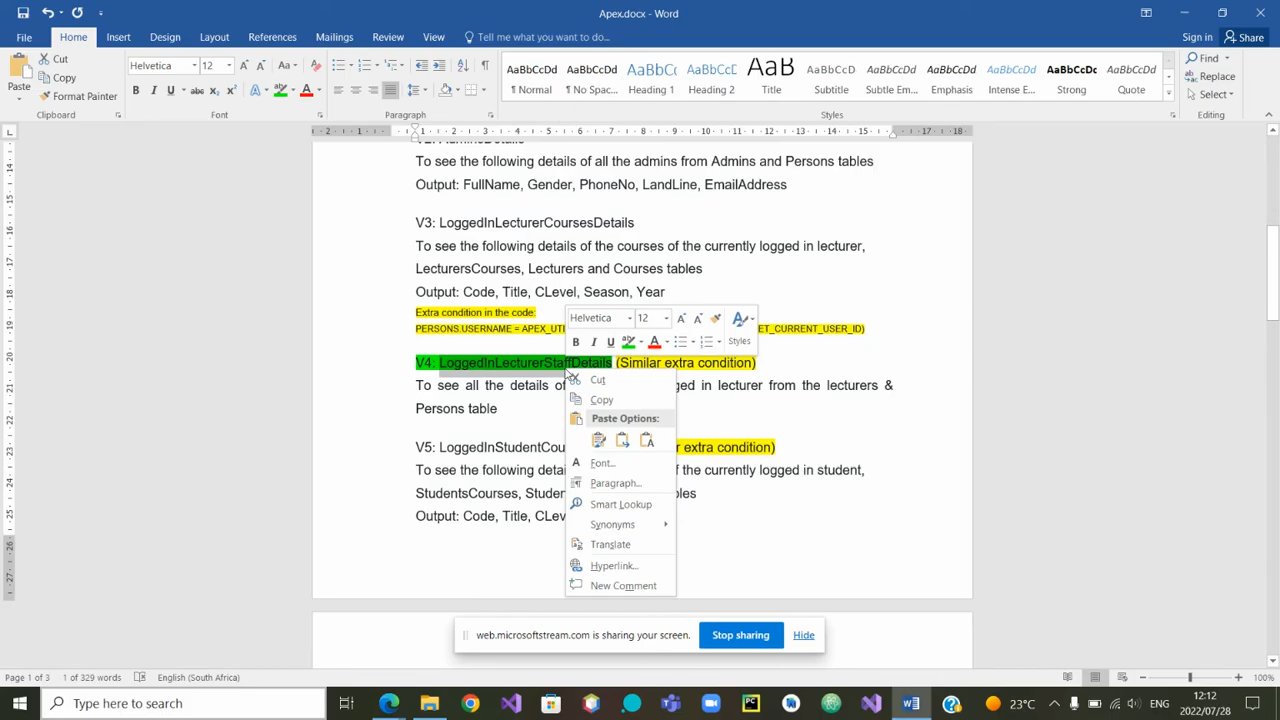 Apex.docx - Word
File Home Insert Design Layout References Mailings Review View Tell me what you want to do... Sign in Share
Paste Cut Copy Format Painter
Clipboard
Helvetica 12
Font
Paragraph
AaBbCcDd AaBbCcDd AaBbCcD AaBbCcD AaB AaBbCcD AaBbCcDd AaBbCcDd AaBbCcDd AaBbCcDc AaBbCcDd
¶ Normal ¶ No Spac... Heading 1 Heading 2 Title Subtitle Subtle Em... Emphasis Intense E... Strong Quote
Styles
Find
Replace
Select
Editing
To see the following details of all the admins from Admins and Persons tables
Output: FullName, Gender, PhoneNo, LandLine, EmailAddress
V3: LoggedInLecturerCoursesDetails
To see the following details of the courses of the currently logged in lecturer,
LecturersCourses, Lecturers and Courses tables
Output: Code, Title, CLevel, Season, Year
Extra condition in the code:
PERSONS.USERNAME = APEX_UTI ET_CURRENT_USER_ID)
V4: LoggedInLecturerStaffDetails (Similar extra condition)
To see all the details of ged in lecturer from the lecturers &
Persons table
V5: LoggedInStudentCou r extra condition)
To see the following detai of the currently logged in student,
StudentsCourses, Studen bles
Output: Code, Title, CLev
Helvetica 12
Styles
Cut
Copy
Paste Options:
Font...
Paragraph...
Smart Lookup
Synonyms
Translate
Hyperlink...
New Comment
web.microsoftstream.com is sharing your screen. Stop sharing Hide
Page 1 of 3 1 of 329 words English (South Africa) 100%
Type here to search
23°C ENG
12:12
2022/07/28